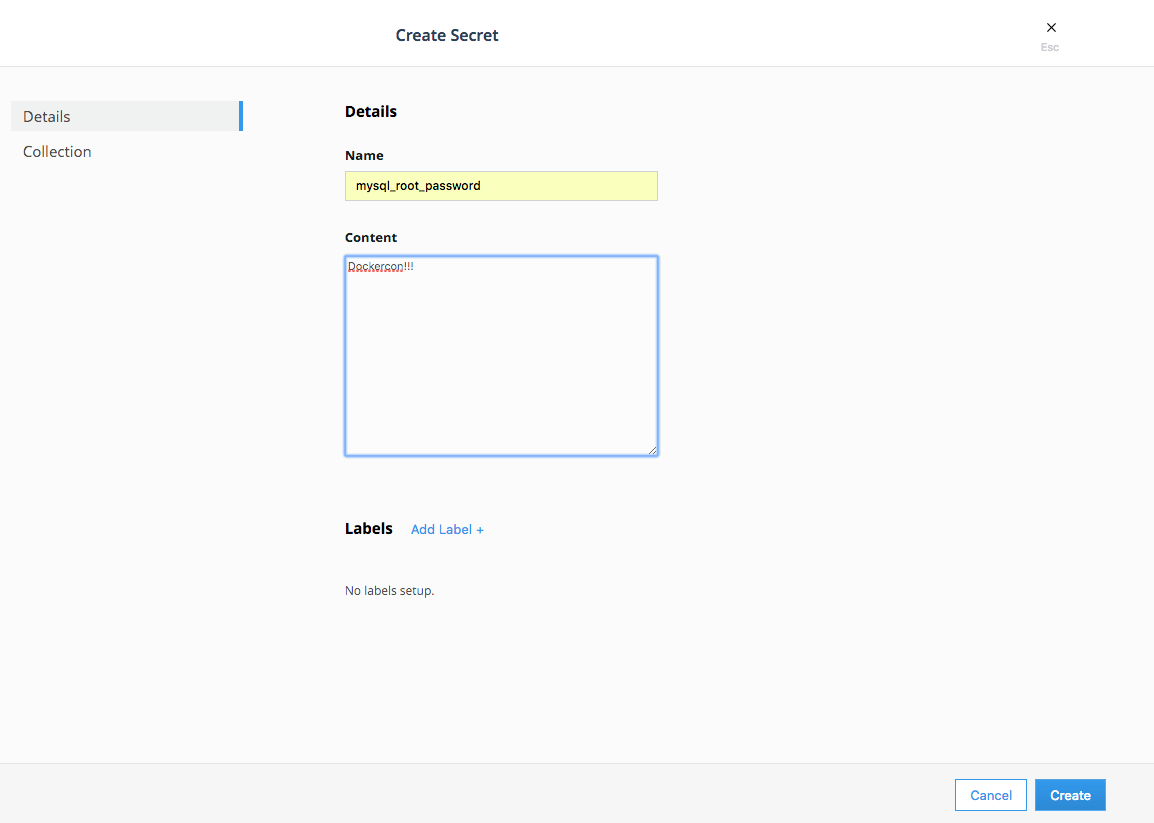 Create Secret
×
Esc
Details
Collection
Details
Name
mysql_root_password
Content
Dockercon!!!
Labels Add Label +
No labels setup.
Cancel Create